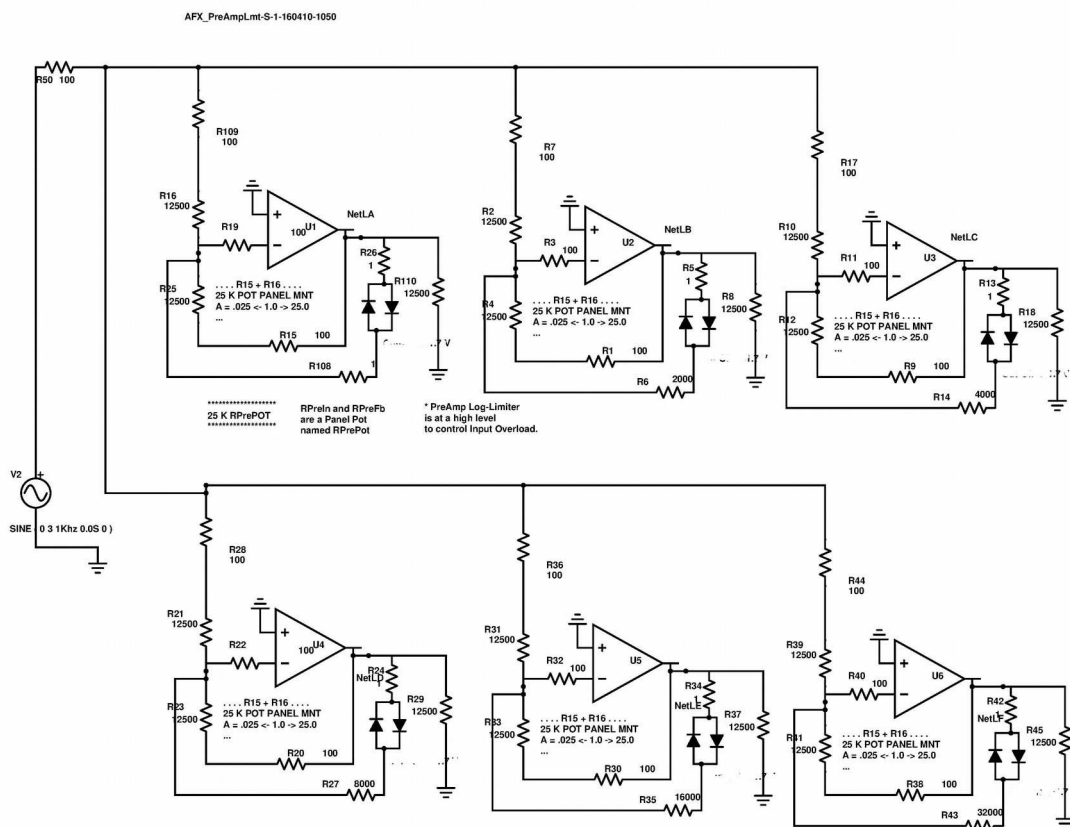 AFX_PreAmpLmt-S-1-160410-1050
R50 100
R109
100
R16
12500
R19
100
U1
NetLA
R26
1
R110
12500
R25
12500
. . . . R15 + R16 . . . .
25 K POT PANEL MNT
A = .025 <- 1.0 -> 25.0
...
R15
100
R108
1
R7
100
R2
12500
R3
100
U2
NetLB
R5
1
R8
12500
R4
12500
. . . . R15 + R16 . . . .
25 K POT PANEL MNT
A = .025 <- 1.0 -> 25.0
...
R1
100
R6
2000
R17
100
R10
12500
R11
100
U3
NetLC
R13
1
R18
12500
R12
12500
. . . . R15 + R16 . . . .
25 K POT PANEL MNT
A = .025 <- 1.0 -> 25.0
...
R9
100
R14
4000
*******************
25 K RPrePOT
*******************
RPreIn and RPreFb
are a Panel Pot
named RPrePot
* PreAmp Log-Limiter
is at a high level
to control Input Overload.
V2
SINE ( 0 3 1Khz 0.0S 0 )
R28
100
R21
12500
R22
100
U4
R24
1
NetLD
R29
12500
R23
12500
. . . . R15 + R16 . . . .
25 K POT PANEL MNT
A = .025 <- 1.0 -> 25.0
...
R20
100
R27
8000
R36
100
R31
12500
R32
100
U5
R34
1
NetLE
R37
12500
R33
12500
. . . . R15 + R16 . . . .
25 K POT PANEL MNT
A = .025 <- 1.0 -> 25.0
...
R30
100
R35
16000
R44
100
R39
12500
R40
100
U6
R42
1
NetLF
R45
12500
R41
12500
. . . . R15 + R16 . . . .
25 K POT PANEL MNT
A = .025 <- 1.0 -> 25.0
...
R38
100
R43
32000